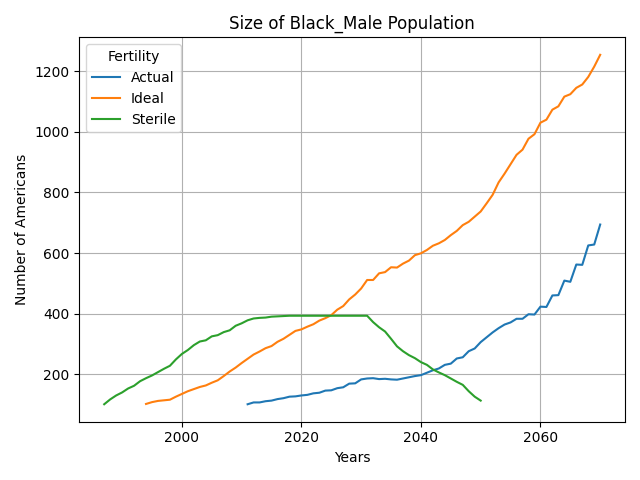 Size of Black_Male Population
Fertility
Actual
Ideal
Sterile
Number of Americans
1200
1000
800
600
400
200
2000
2020
2040
2060
Years